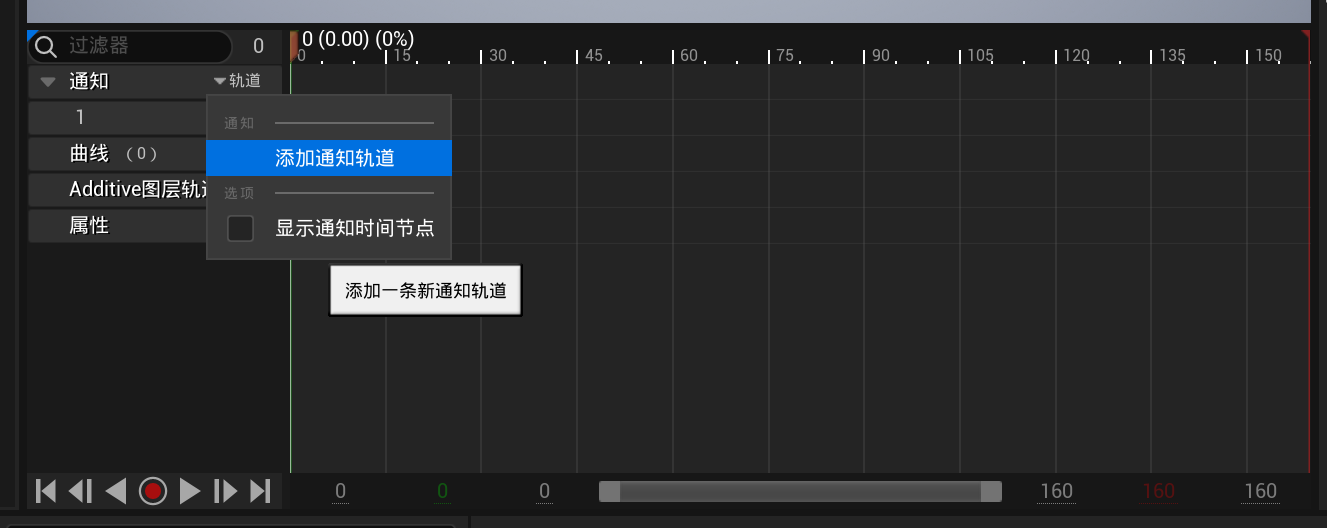 过滤器 0
0 (0.00) (0%)
0 15 30 45 60 75 90 105 120 135 150
通知 轨道
1
通知
曲线 (0)
添加通知轨道
Additive图层轨
选项
属性
显示通知时间节点
添加一条新通知轨道
0 0 0 160 160 160